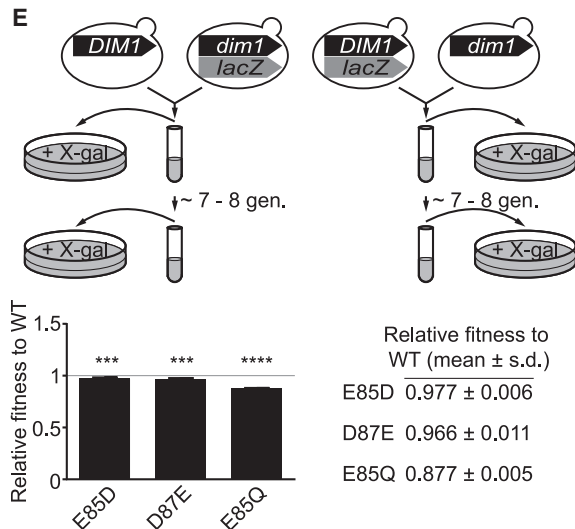 E
DIM1
dim1
lacZ
DIM1
lacZ
dim1
+ X-gal
+ X-gal
~ 7 - 8 gen.
~ 7 - 8 gen.
+ X-gal
+ X-gal
Relative fitness to WT
1.5
1
0.5
0
*** *** ****
E85D D87E E85Q
Relative fitness to
WT (mean ± s.d.)
E85D 0.977 ± 0.006
D87E 0.966 ± 0.011
E85Q 0.877 ± 0.005